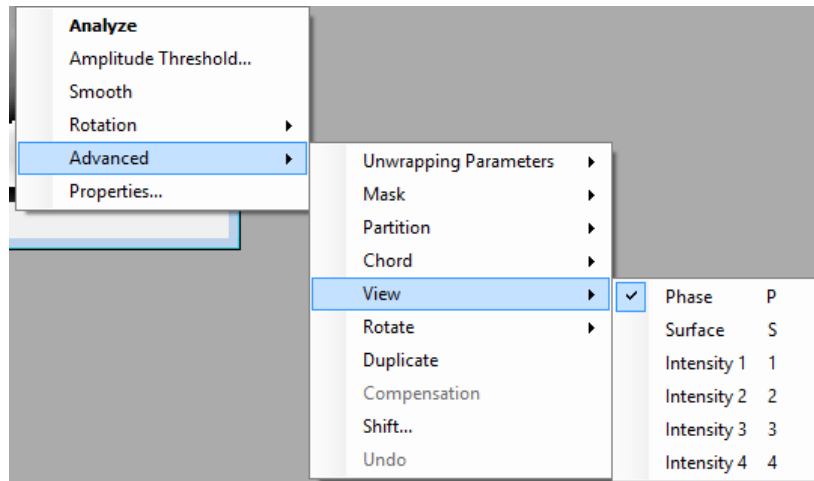 Analyze
Amplitude Threshold...
Smooth
Rotation
Advanced
Properties...
Unwrapping Parameters
Mask
Partition
Chord
View
Rotate
Duplicate
Compensation
Shift...
Undo
Phase P
Surface S
Intensity 1 1
Intensity 2 2
Intensity 3 3
Intensity 4 4